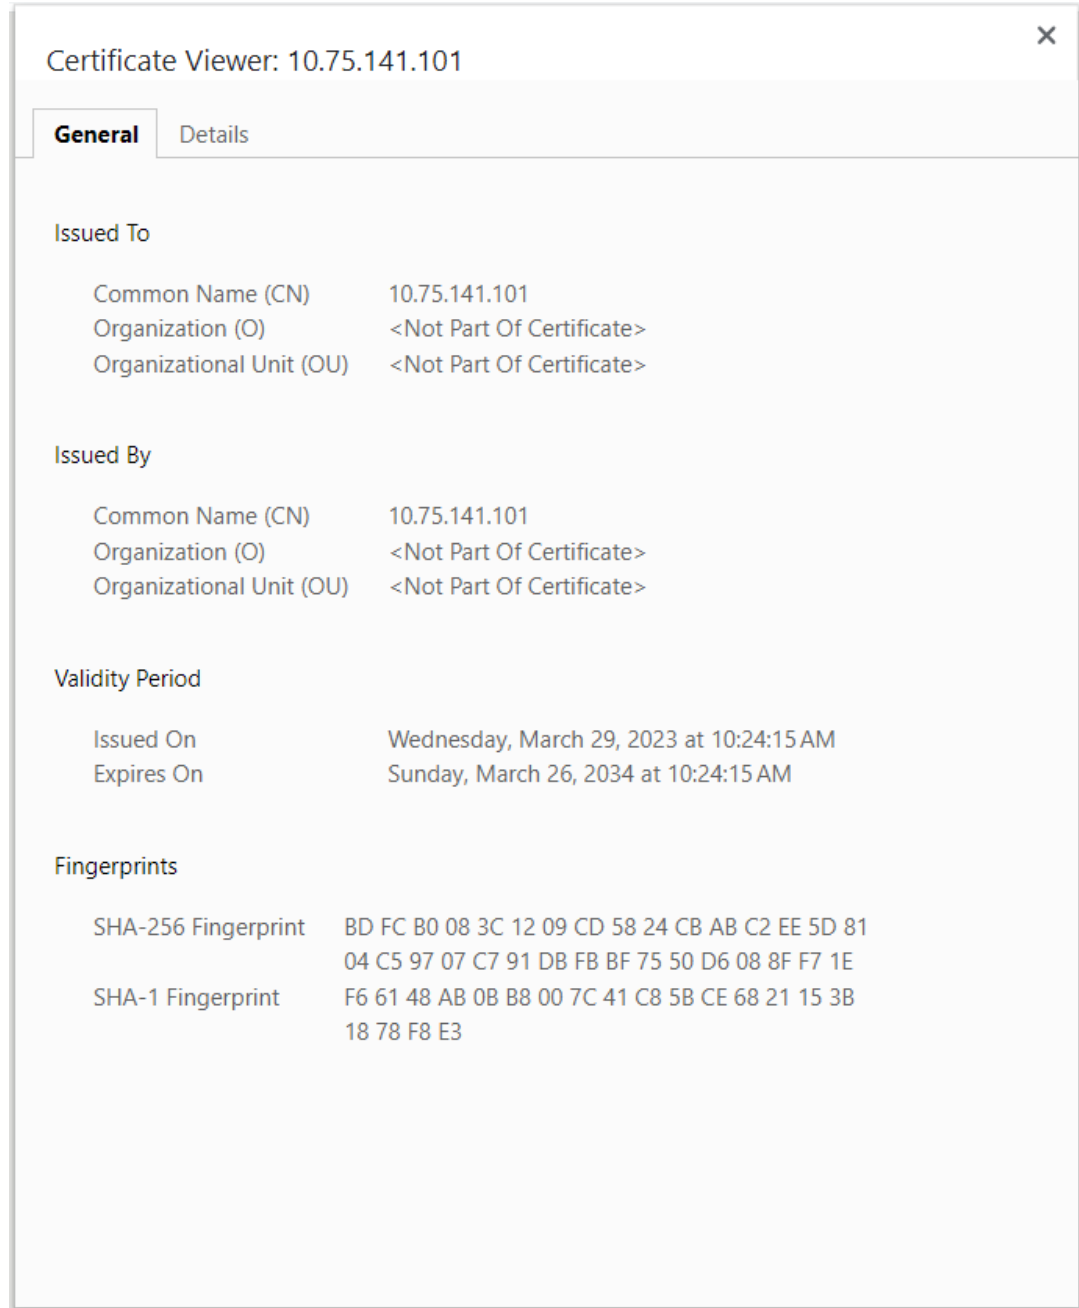 Certificate Viewer: 10.75.141.101
General Details
Issued To
Common Name (CN) 10.75.141.101
Organization (O) <Not Part Of Certificate>
Organizational Unit (OU) <Not Part Of Certificate>
Issued By
Common Name (CN) 10.75.141.101
Organization (O) <Not Part Of Certificate>
Organizational Unit (OU) <Not Part Of Certificate>
Validity Period
Issued On Wednesday, March 29, 2023 at 10:24:15 AM
Expires On Sunday, March 26, 2034 at 10:24:15 AM
Fingerprints
SHA-256 Fingerprint BD FC B0 08 3C 12 09 CD 58 24 CB AB C2 EE 5D 81
04 C5 97 07 C7 91 DB FB BF 75 50 D6 08 8F F7 1E
SHA-1 Fingerprint F6 61 48 AB 0B B8 00 7C 41 C8 5B CE 68 21 15 3B
18 78 F8 E3